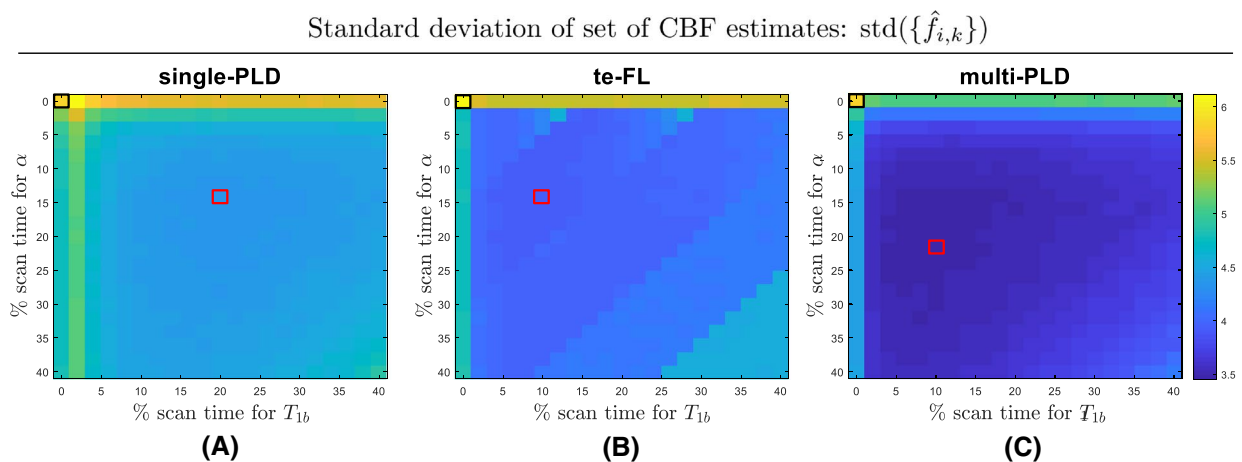 Standard deviation of set of CBF estimates: std({f̂_{i,k}})
single-PLD te-FL multi-PLD
% scan time for α
0
5
10
15
20
25
30
35
40
0 5 10 15 20 25 30 35 40
% scan time for T_{1b}
(A)
% scan time for α
0
5
10
15
20
25
30
35
40
0 5 10 15 20 25 30 35 40
% scan time for T_{1b}
(B)
% scan time for α
0
5
10
15
20
25
30
35
40
0 5 10 15 20 25 30 35 40
% scan time for T_{1b}
(C)
6
5.5
5
4.5
4
3.5